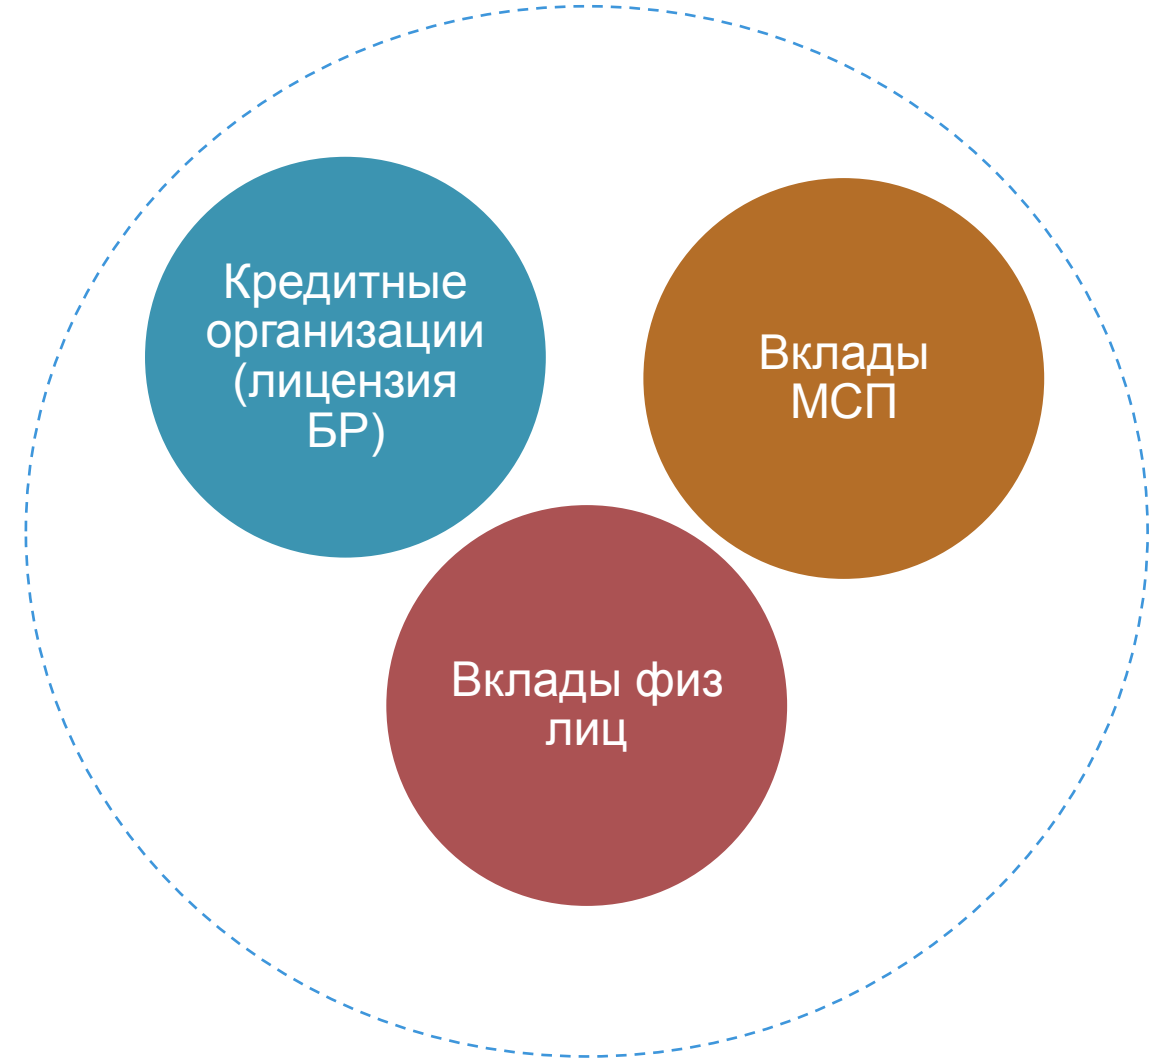 Кредитные
организации
(лицензия
БР)
Вклады
МСП
Вклады физ
лиц